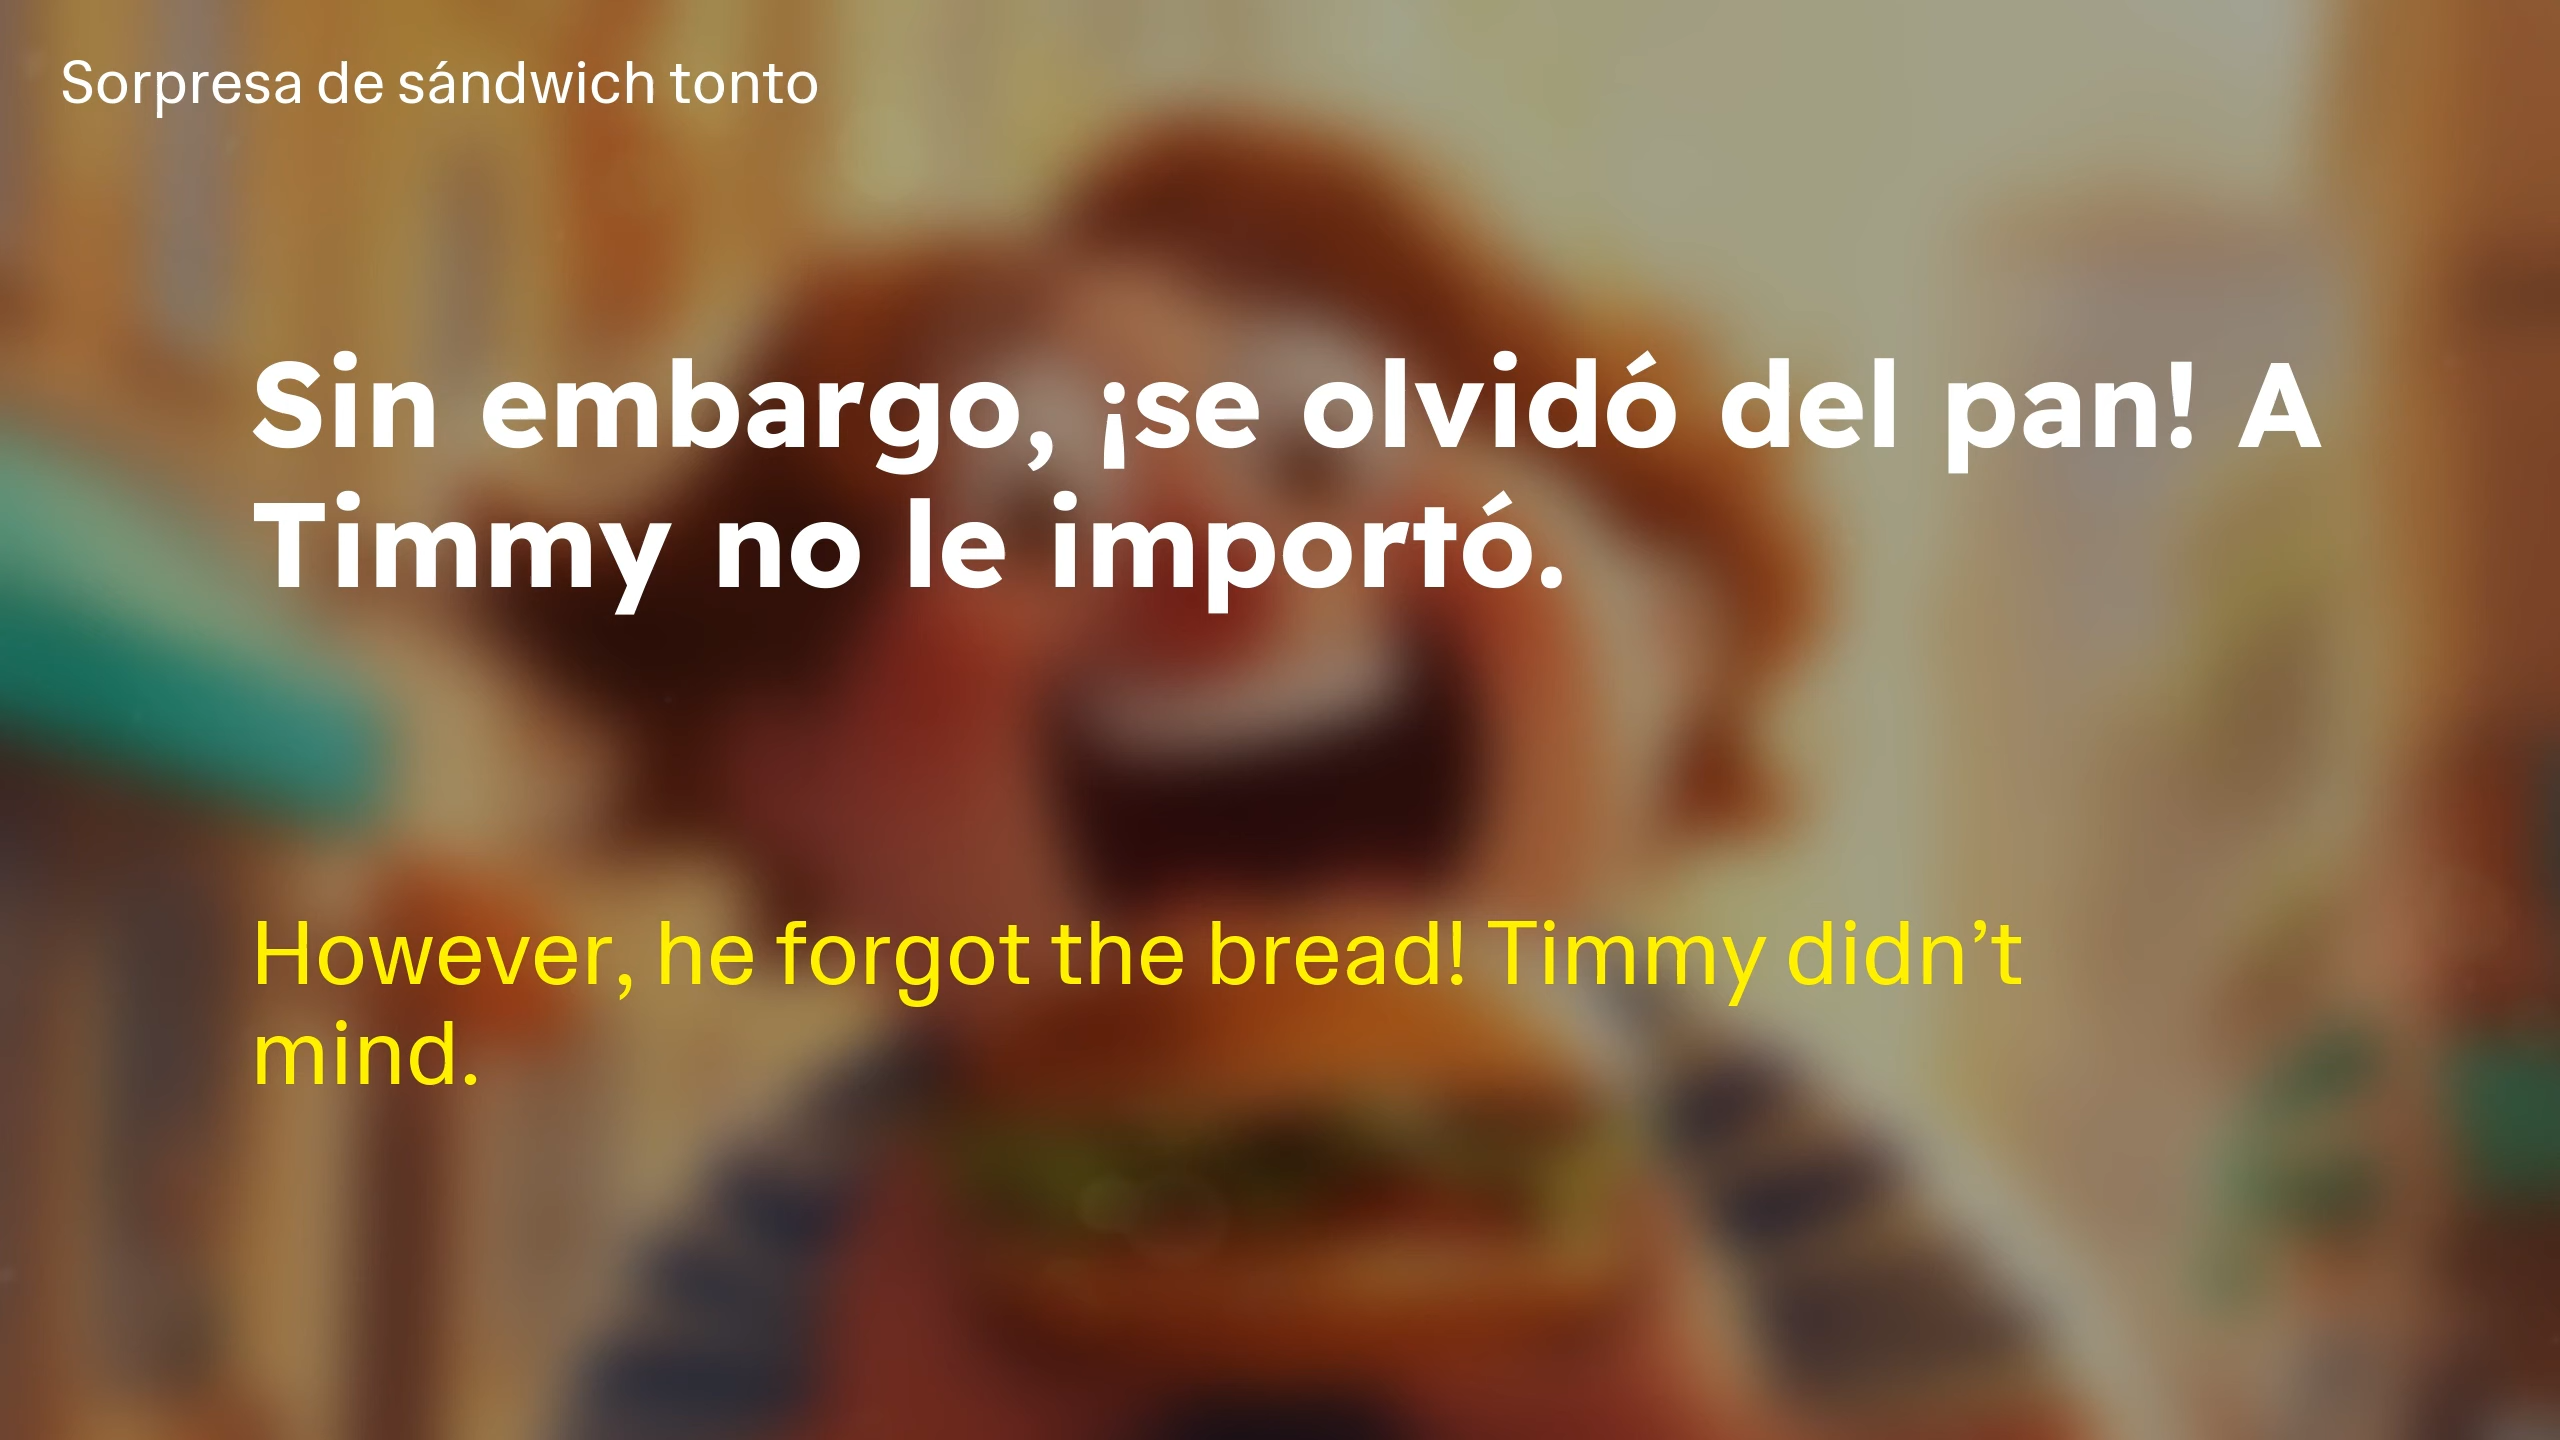 Sorpresa de sándwich tonto
Sin embargo, ¡se olvidó del pan! A
Timmy no le importó.
However, he forgot the bread! Timmy didn’t
mind.